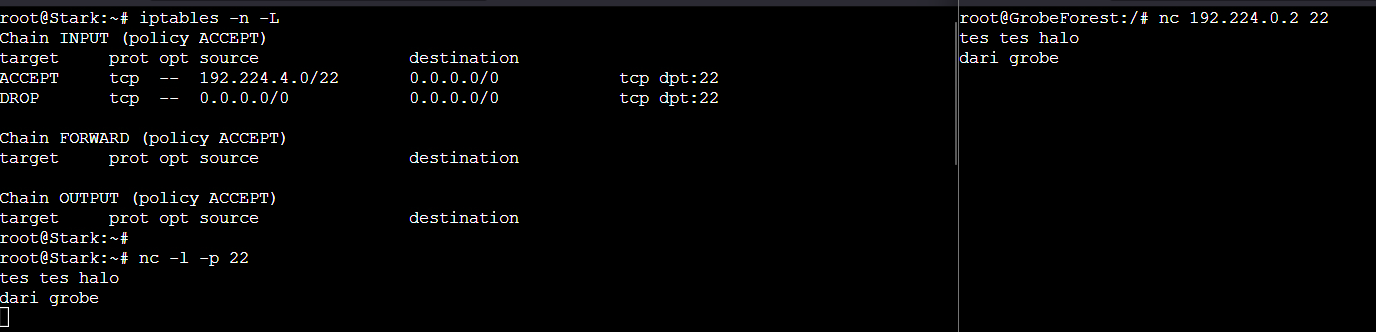 root@Stark:~# iptables -n -L
Chain INPUT (policy ACCEPT)
target     prot opt source               destination
ACCEPT     tcp  --  192.224.4.0/22       0.0.0.0/0            tcp dpt:22
DROP       tcp  --  0.0.0.0/0            0.0.0.0/0            tcp dpt:22
Chain FORWARD (policy ACCEPT)
target     prot opt source               destination
Chain OUTPUT (policy ACCEPT)
target     prot opt source               destination
root@Stark:~#
root@Stark:~# nc -l -p 22
tes tes halo
dari grobe
root@GrobeForest:/# nc 192.224.0.2 22
tes tes halo
dari grobe